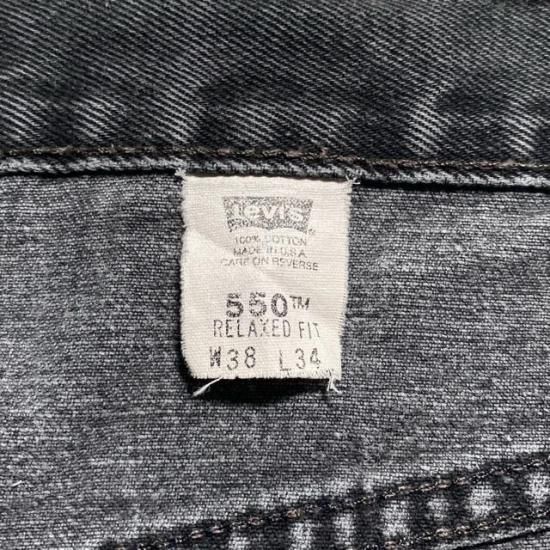 Levi's
100% COTTON
MADE IN U.S.A.
CARE ON REVERSE
550™
RELAXED FIT
W38 L34